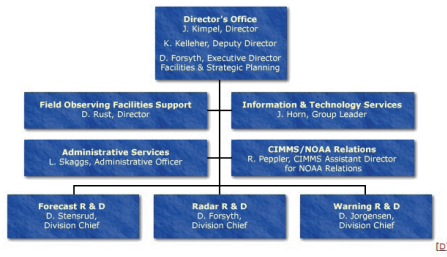 Director's Office
J. Kimpel, Director
K. Kelleher, Deputy Director
D. Forsyth, Executive Director
Facilities & Strategic Planning
Field Observing Facilities Support
D. Rust, Director
Information & Technology Services
J. Horn, Group Leader
Administrative Services
L. Skaggs, Administrative Officer
CIMMS/NOAA Relations
R. Peppler, CIMMS Assistant Director
for NOAA Relations
Forecast R & D
D. Stensrud,
Division Chief
Radar R & D
D. Forsyth,
Division Chief
Warning R & D
D. Jorgensen,
Division Chief
[D